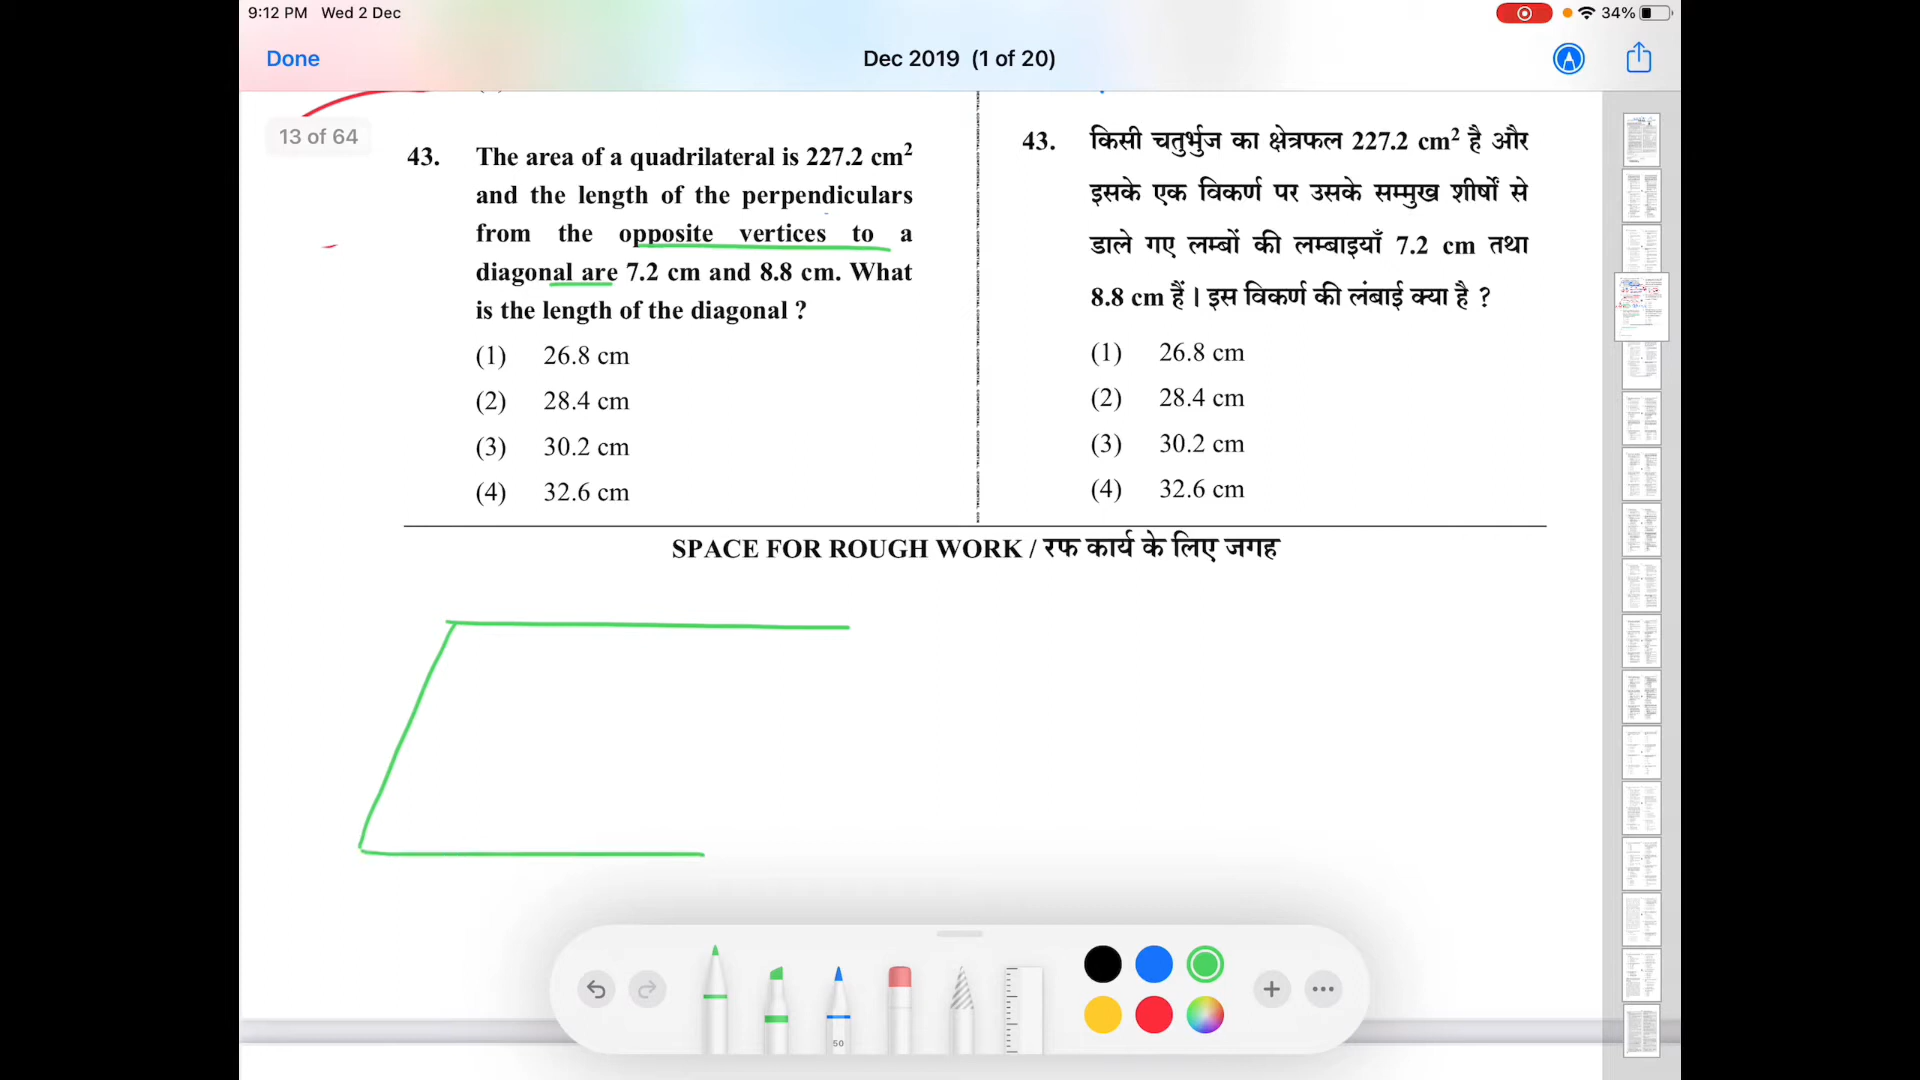 9:12 PM Wed 2 Dec
34%
Done
Dec 2019 (1 of 20)
13 of 64
43. The area of a quadrilateral is 227.2 cm²
and the length of the perpendiculars
from the opposite vertices to a
diagonal are 7.2 cm and 8.8 cm. What
is the length of the diagonal ?
(1) 26.8 cm
(2) 28.4 cm
(3) 30.2 cm
(4) 32.6 cm
43. किसी चतुर्भुज का क्षेत्रफल 227.2 cm² है और
इसके एक विकर्ण पर उसके सम्मुख शीर्षों से
डाले गए लम्बों की लम्बाइयाँ 7.2 cm तथा
8.8 cm हैं । इस विकर्ण की लंबाई क्या है ?
(1) 26.8 cm
(2) 28.4 cm
(3) 30.2 cm
(4) 32.6 cm
SPACE FOR ROUGH WORK / रफ कार्य के लिए जगह
50